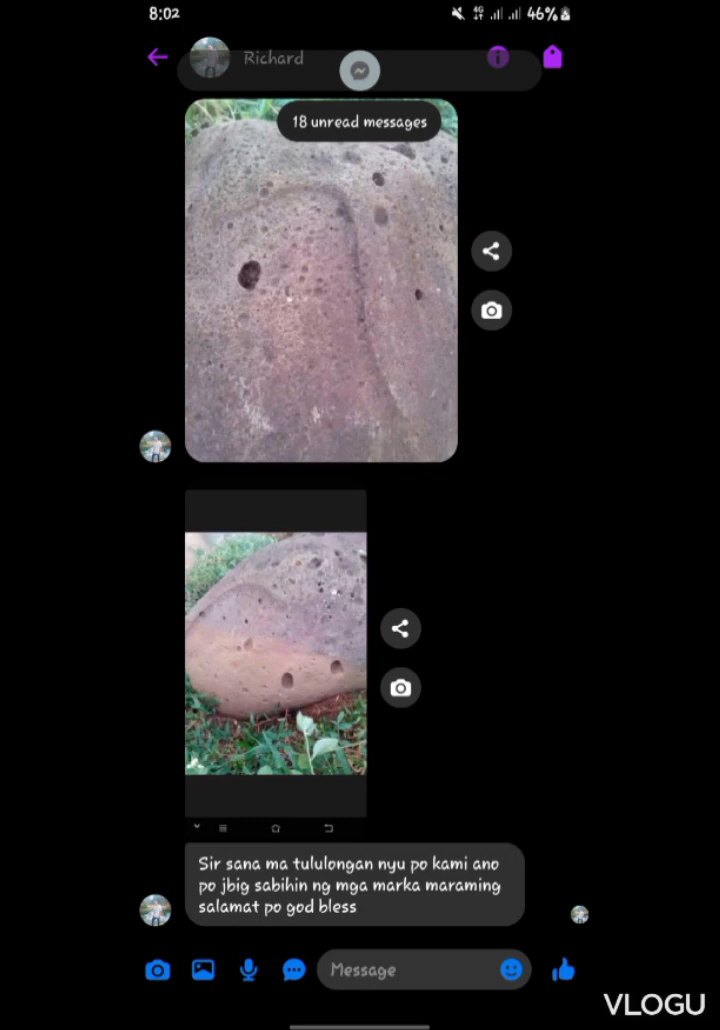 8:02
4G
46%
Richard
18 unread messages
Sir sana ma tululongan nyu po kami ano
po jbig sabihin ng mga marka maraming
salamat po god bless
Message
VLOGU